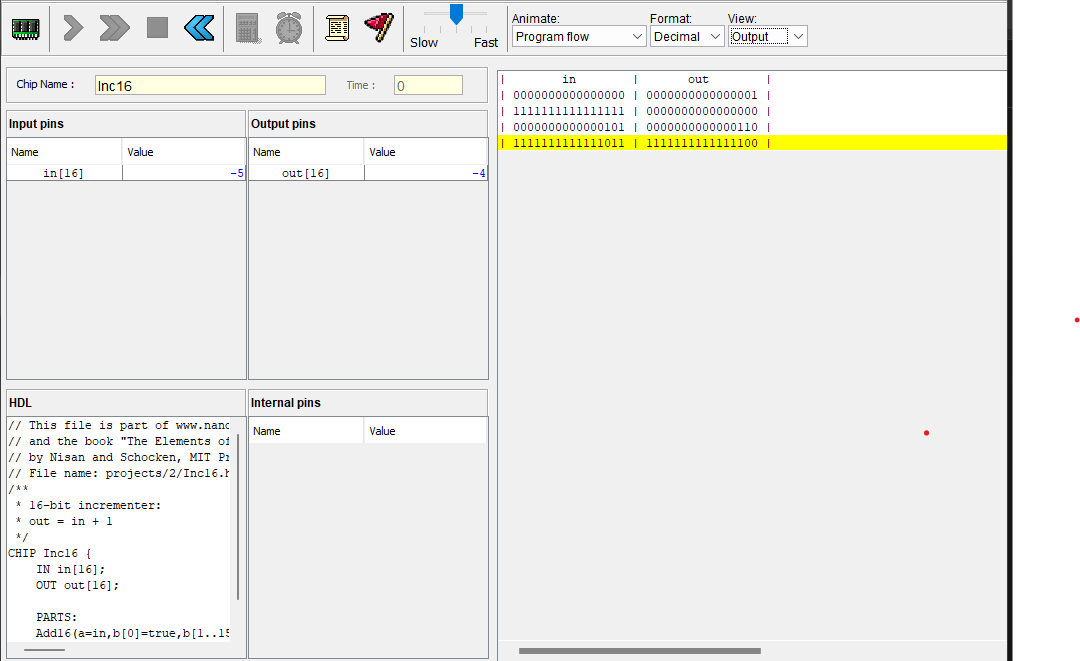 Animate: Format: View:
Slow Fast Program flow Decimal Output
Chip Name : Inc16 Time : 0
Input pins
Name Value
in[16] -5
Output pins
Name Value
out[16] -4
| in | out |
| 0000000000000000 | 0000000000000001 |
| 1111111111111111 | 0000000000000000 |
| 0000000000000101 | 0000000000000110 |
| 1111111111111011 | 1111111111111100 |
HDL
// This file is part of www.nand
// and the book "The Elements of
// by Nisan and Schocken, MIT Pr
// File name: projects/2/Inc16.h
/**
* 16-bit incrementer:
* out = in + 1
*/
CHIP Inc16 {
IN in[16];
OUT out[16];
PARTS:
Add16(a=in,b[0]=true,b[1..15
Internal pins
Name Value